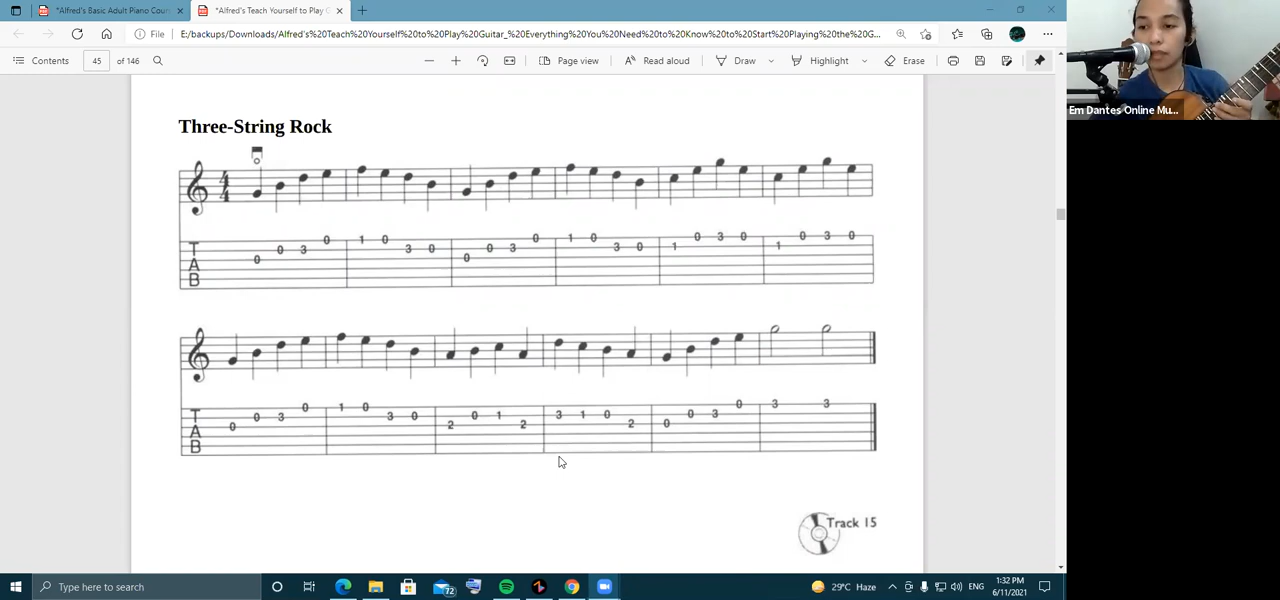 *Alfred's Basic Adult Piano Cour
*Alfred's Teach Yourself to Play G
File
E:/backups/Downloads/Alfred's%20Teach%20Yourself%20to%20Play%20Guitar_%20Everything%20You%20Need%20to%20Know%20to%20Start%20Playing%20the%20G...
Contents
45
of 146
Page view
Read aloud
Draw
Highlight
Erase
Em Dantes Online Mu...
Three-String Rock
4
4
0 0 3 0 1 0 3 0 0 0 3 0 1 0 3 0 1 0 3 0 1 0 3 0
T
A
B
0 0 3 0 1 0 3 0 2 0 1 2 3 1 0 2 0 0 3 0 3 3
T
A
B
Track 15
Type here to search
72
29°C Haze
ENG
1:32 PM
6/11/2021